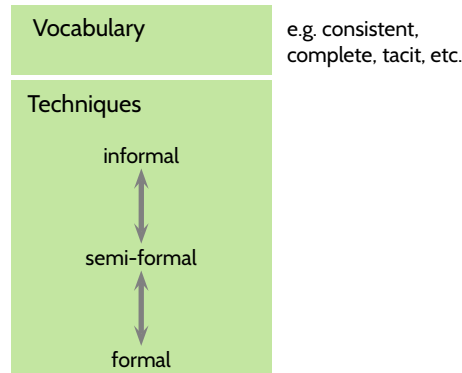 Vocabulary
e.g. consistent,
complete, tacit, etc.
Techniques
informal
semi-formal
formal